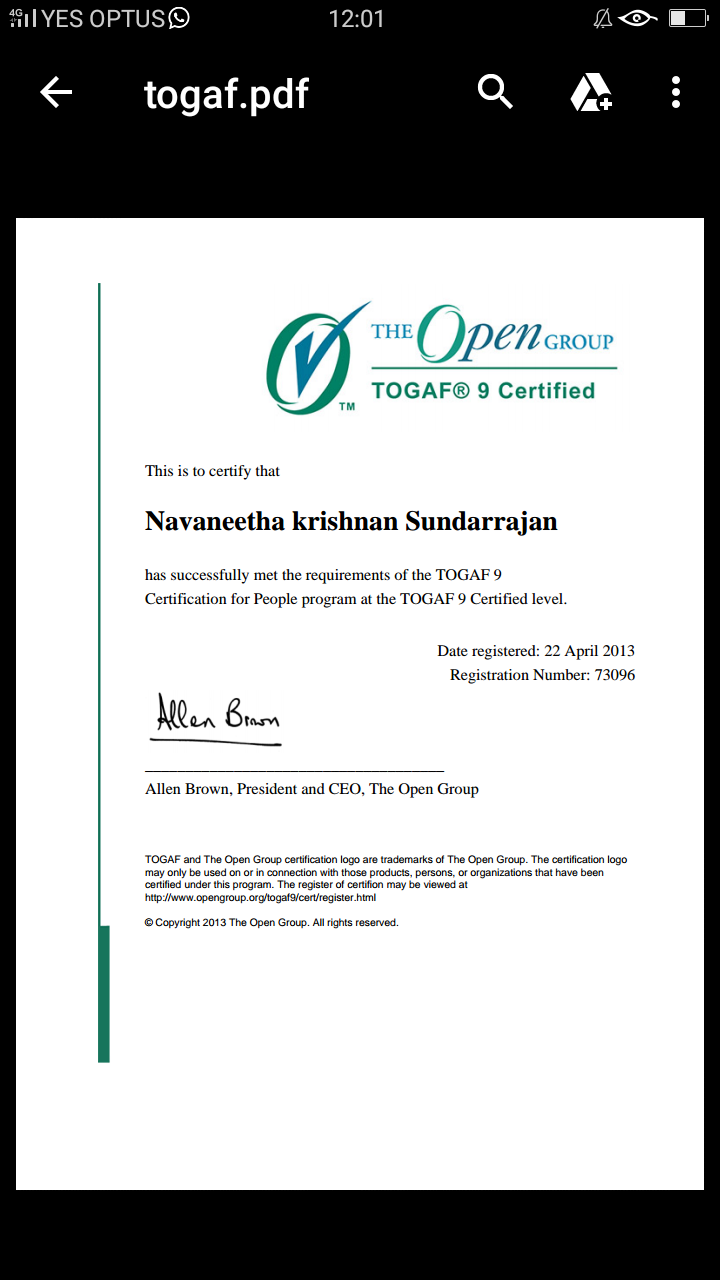 4G YES OPTUS 12:01
togaf.pdf
THE Open GROUP
TOGAF® 9 Certified
TM
This is to certify that
Navaneetha krishnan Sundarrajan
has successfully met the requirements of the TOGAF 9
Certification for People program at the TOGAF 9 Certified level.
Date registered: 22 April 2013
Registration Number: 73096
Allen Brown
Allen Brown, President and CEO, The Open Group
TOGAF and The Open Group certification logo are trademarks of The Open Group. The certification logo
may only be used on or in connection with those products, persons, or organizations that have been
certified under this program. The register of certifion may be viewed at
http://www.opengroup.org/togaf9/cert/register.html
© Copyright 2013 The Open Group. All rights reserved.